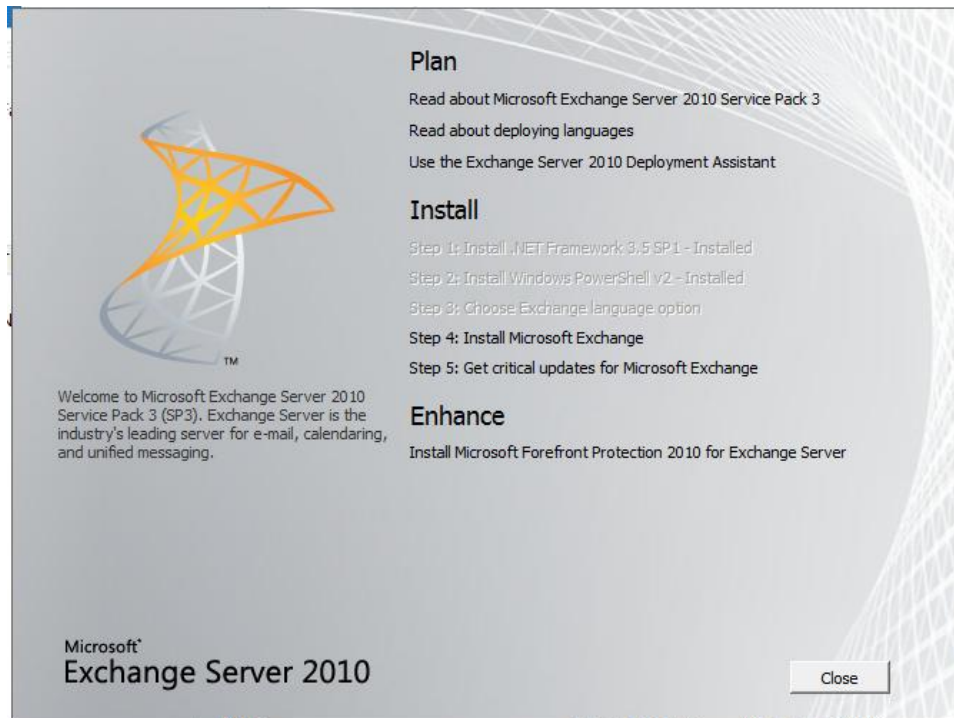 Plan
Read about Microsoft Exchange Server 2010 Service Pack 3
Read about deploying languages
Use the Exchange Server 2010 Deployment Assistant
Install
Step 1: Install .NET Framework 3.5 SP1 - Installed
Step 2: Install Windows PowerShell v2 - Installed
Step 3: Choose Exchange language option
Step 4: Install Microsoft Exchange
Step 5: Get critical updates for Microsoft Exchange
Enhance
Install Microsoft Forefront Protection 2010 for Exchange Server
TM
Welcome to Microsoft Exchange Server 2010
Service Pack 3 (SP3). Exchange Server is the
industry's leading server for e-mail, calendaring,
and unified messaging.
Microsoft
Exchange Server 2010
Close